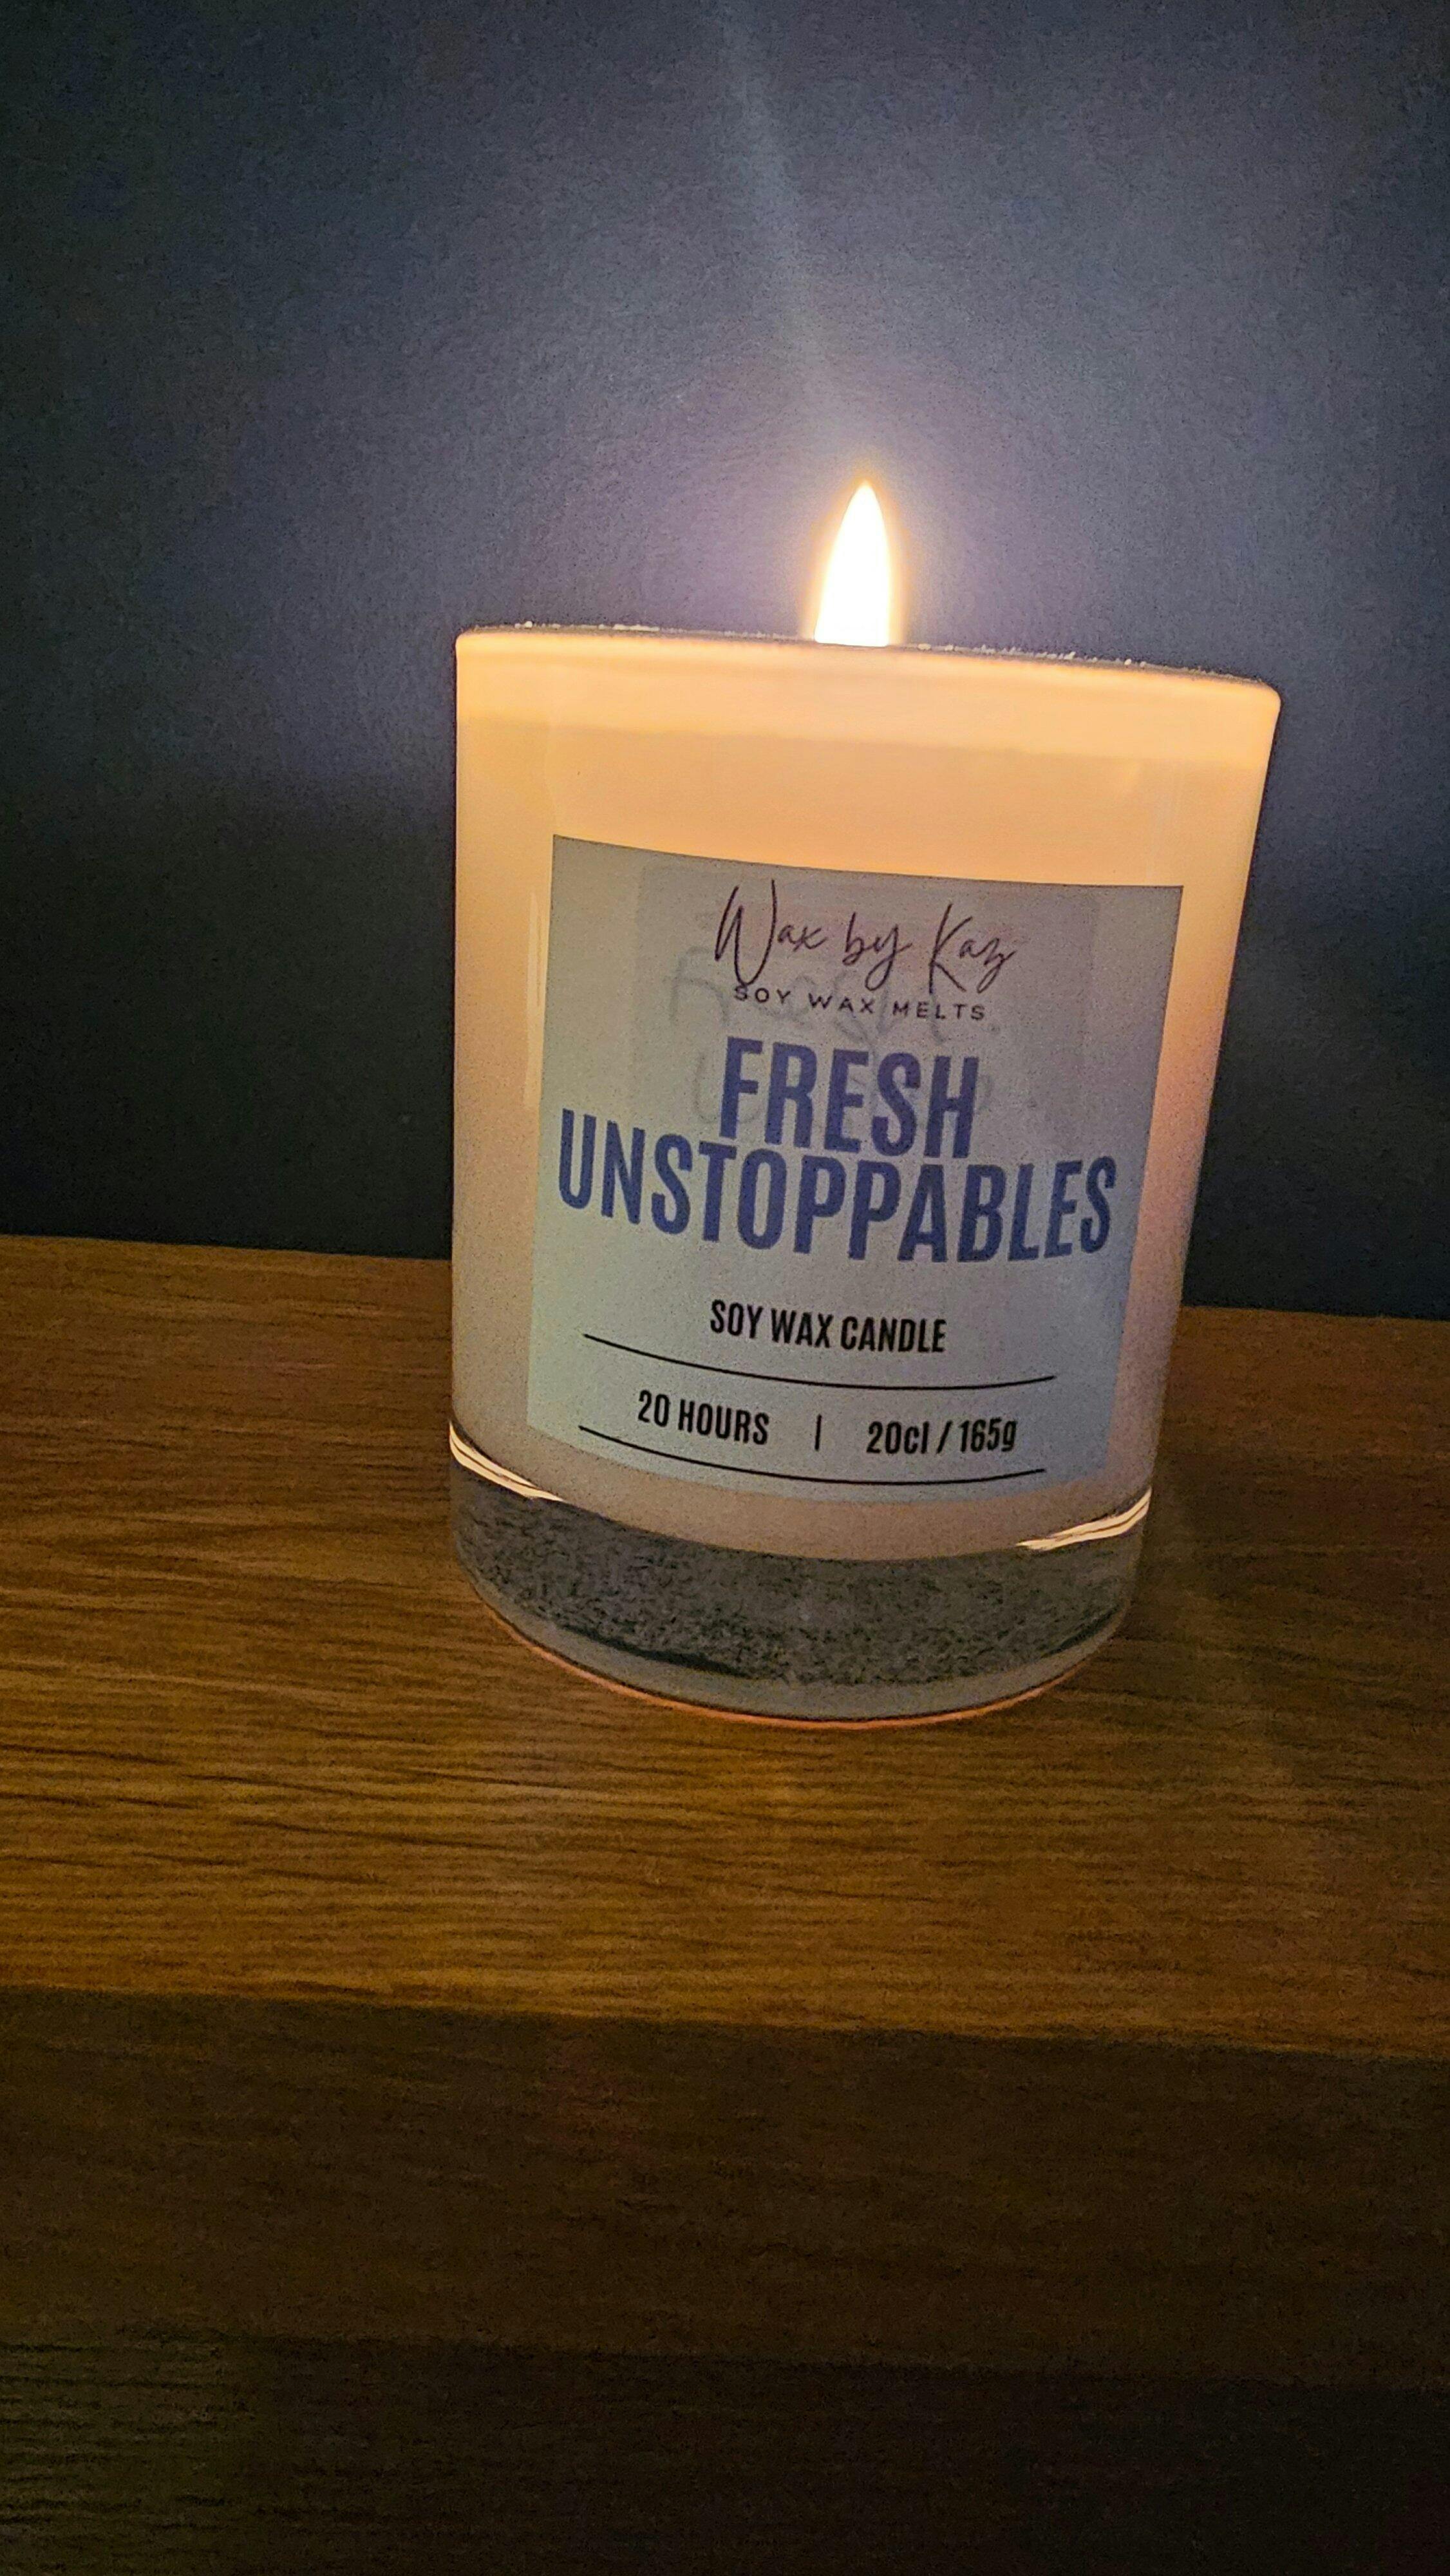 Wax by Kaz
SOY WAX MELTS
FRESH
UNSTOPPABLES
SOY WAX CANDLE
20 HOURS | 20cl / 165g